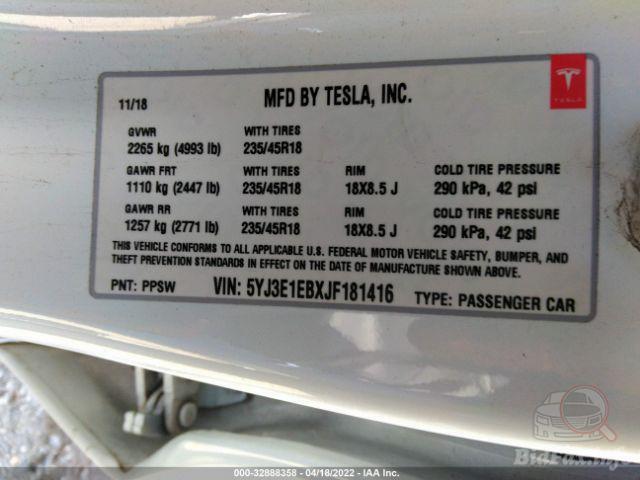 11/18 MFD BY TESLA, INC.
TESLA
GVWR WITH TIRES
2265 kg (4993 lb) 235/45R18
GAWR FRT WITH TIRES RIM COLD TIRE PRESSURE
1110 kg (2447 lb) 235/45R18 18X8.5 J 290 kPa, 42 psi
GAWR RR WITH TIRES RIM COLD TIRE PRESSURE
1257 kg (2771 lb) 235/45R18 18X8.5 J 290 kPa, 42 psi
THIS VEHICLE CONFORMS TO ALL APPLICABLE U.S. FEDERAL MOTOR VEHICLE SAFETY, BUMPER, AND
THEFT PREVENTION STANDARDS IN EFFECT ON THE DATE OF MANUFACTURE SHOWN ABOVE.
PNT: PPSW VIN: 5YJ3E1EBXJF181416 TYPE: PASSENGER CAR
BidFax.info
000-32888358 - 04/18/2022 - IAA Inc.